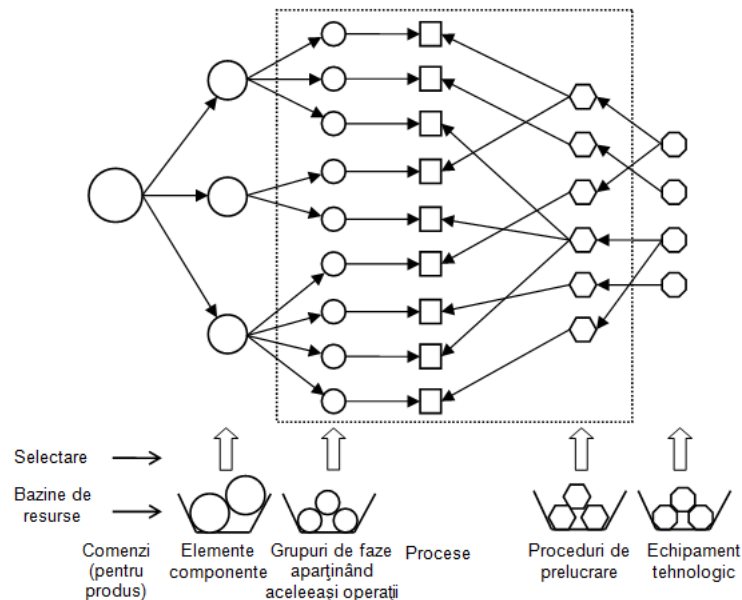 Selectare
Bazine de
resurse
Comenzi
(pentru
produs)
Elemente
componente
Grupuri de faze
aparţinând
aceleeaşi operaţii
Procese
Proceduri de
prelucrare
Echipament
tehnologic